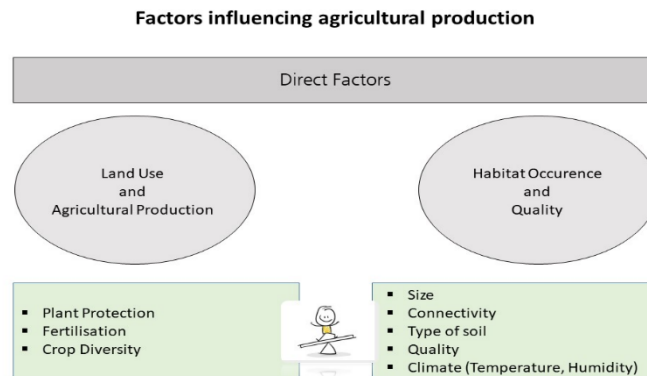 Factors influencing agricultural production
Direct Factors
Land Use
and
Agricultural Production
Habitat Occurence
and
Quality
▪ Plant Protection
▪ Fertilisation
▪ Crop Diversity
▪ Size
▪ Connectivity
▪ Type of soil
▪ Quality
▪ Climate (Temperature, Humidity)